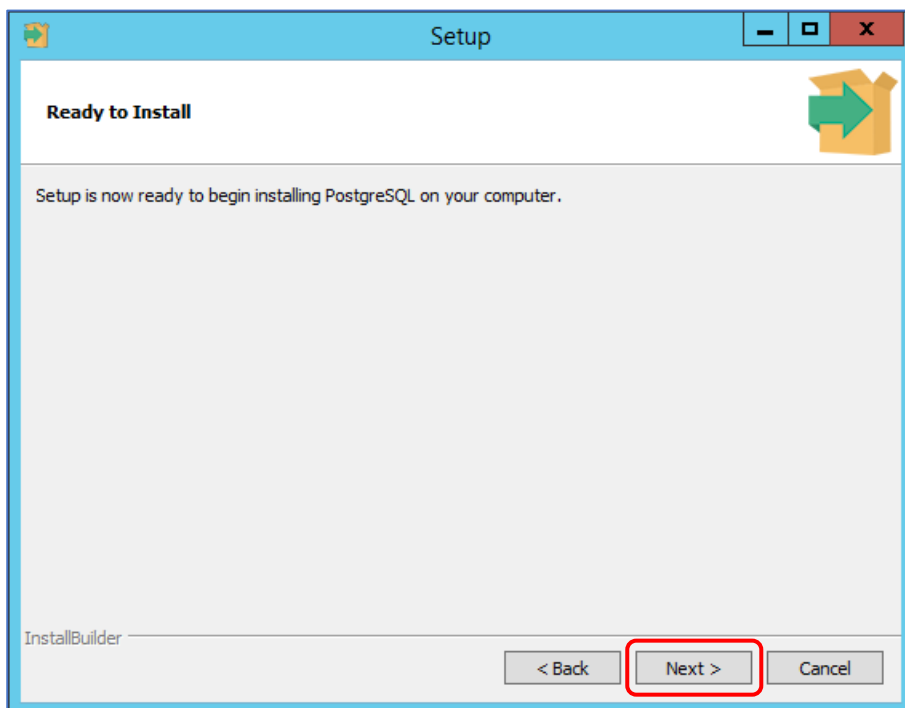 Setup
Ready to Install
Setup is now ready to begin installing PostgreSQL on your computer.
InstallBuilder
< Back Next > Cancel